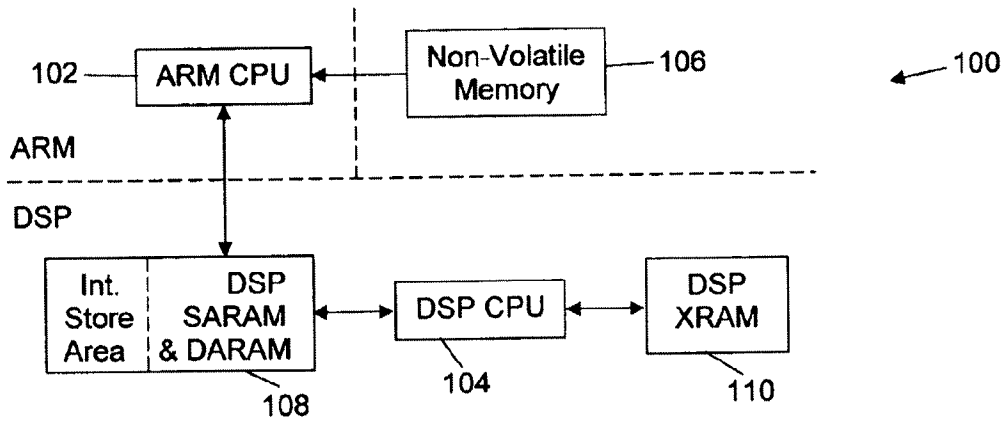 102
ARM CPU
Non-Volatile
Memory
106
100
ARM
DSP
Int.
Store
Area
DSP
SARAM
& DARAM
DSP CPU
DSP
XRAM
108
104
110